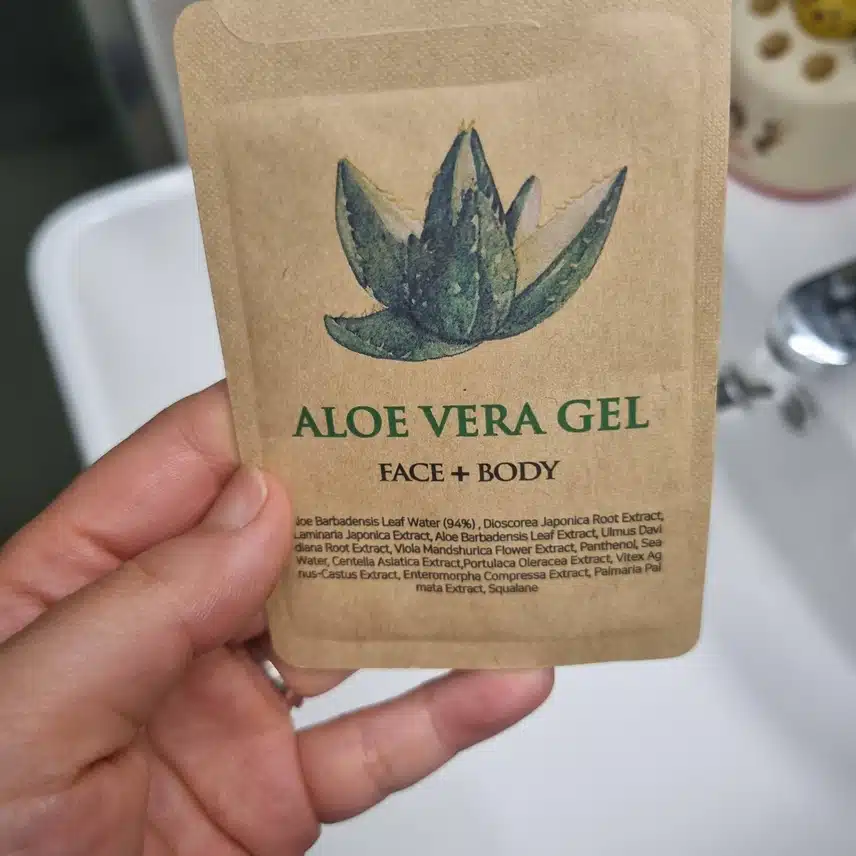 ALOE VERA GEL
FACE + BODY
loe Barbadensis Leaf Water (94%) , Dioscorea Japonica Root Extract,
Laminaria Japonica Extract, Aloe Barbadensis Leaf Extract, Ulmus Davi
diana Root Extract, Viola Mandshurica Flower Extract, Panthenol, Sea
Water, Centella Asiatica Extract,Portulaca Oleracea Extract, Vitex Ag
nus-Castus Extract, Enteromorpha Compressa Extract, Palmaria Pal
mata Extract, Squalane